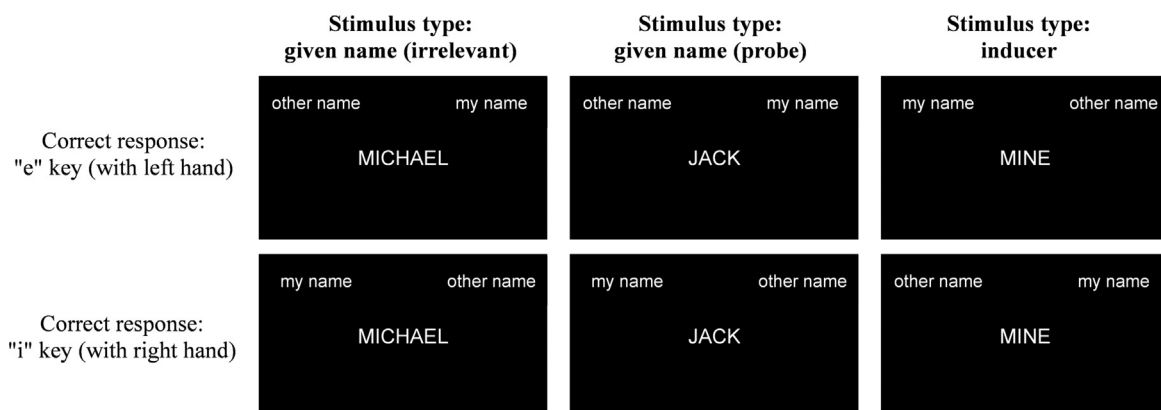 Stimulus type:
given name (irrelevant)
Stimulus type:
given name (probe)
Stimulus type:
inducer
Correct response:
"e" key (with left hand)
other name my name
MICHAEL
other name my name
JACK
my name other name
MINE
Correct response:
"i" key (with right hand)
my name other name
MICHAEL
my name other name
JACK
other name my name
MINE